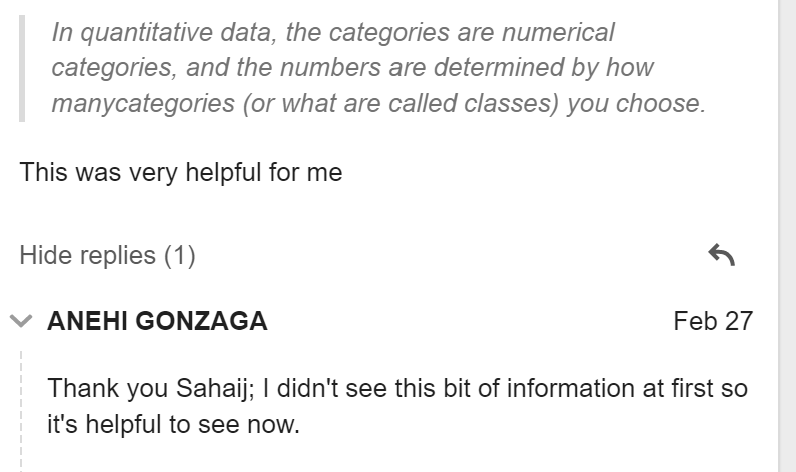 In quantitative data, the categories are numerical
categories, and the numbers are determined by how
manycategories (or what are called classes) you choose.
This was very helpful for me
Hide replies (1)
ANEHI GONZAGA Feb 27
Thank you Sahaij; I didn't see this bit of information at first so
it's helpful to see now.